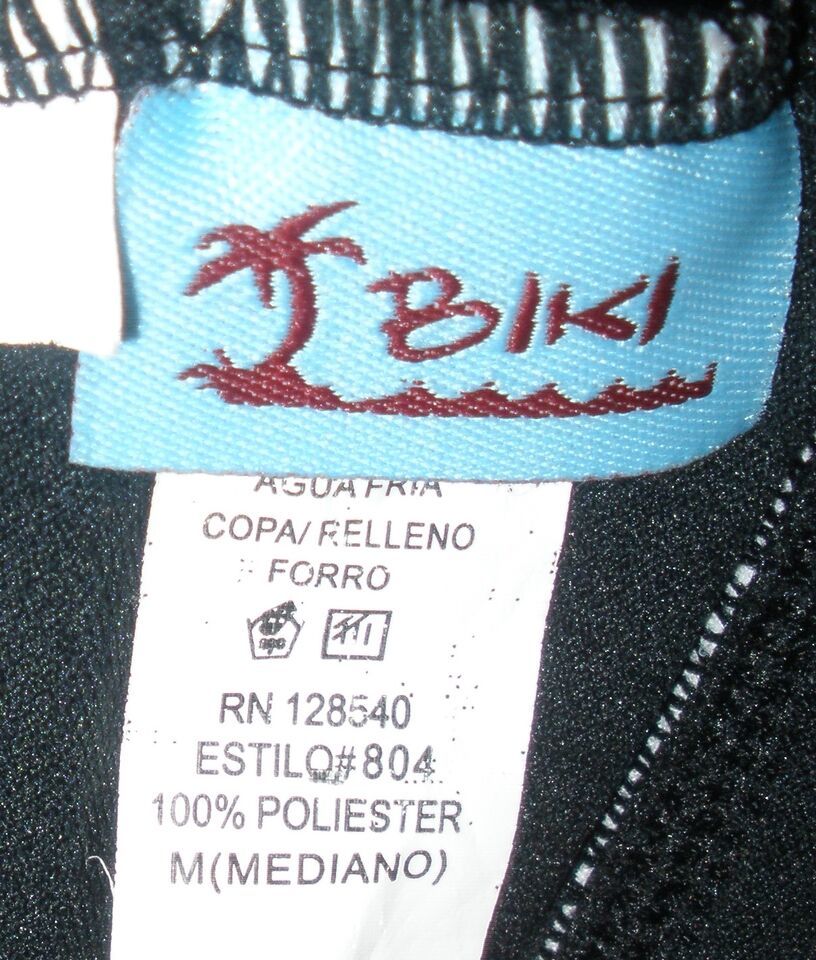 BIKI
AGUA FRIA
COPA/ RELLENO
FORRO
RN 128540
ESTILO#804
100% POLIESTER
M(MEDIANO)